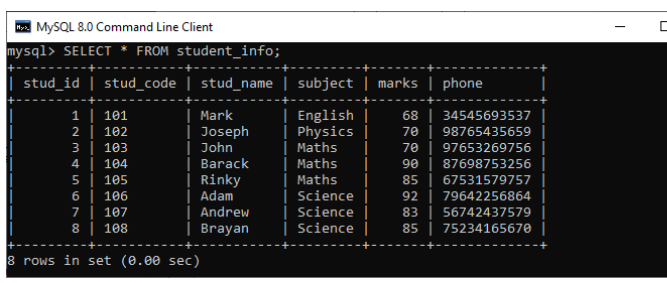 MySQL 8.0 Command Line Client
mysql> SELECT * FROM student_info;
+---------+-----------+-----------+---------+-------+-------------+
| stud_id | stud_code | stud_name | subject | marks | phone       |
+---------+-----------+-----------+---------+-------+-------------+
|       1 | 101       | Mark      | English |    68 | 34545693537 |
|       2 | 102       | Joseph    | Physics |    70 | 98765435659 |
|       3 | 103       | John      | Maths   |    70 | 97653269756 |
|       4 | 104       | Barack    | Maths   |    90 | 87698753256 |
|       5 | 105       | Rinky     | Maths   |    85 | 67531579757 |
|       6 | 106       | Adam      | Science |    92 | 79642256864 |
|       7 | 107       | Andrew    | Science |    83 | 56742437579 |
|       8 | 108       | Brayan    | Science |    85 | 75234165670 |
+---------+-----------+-----------+---------+-------+-------------+
8 rows in set (0.00 sec)